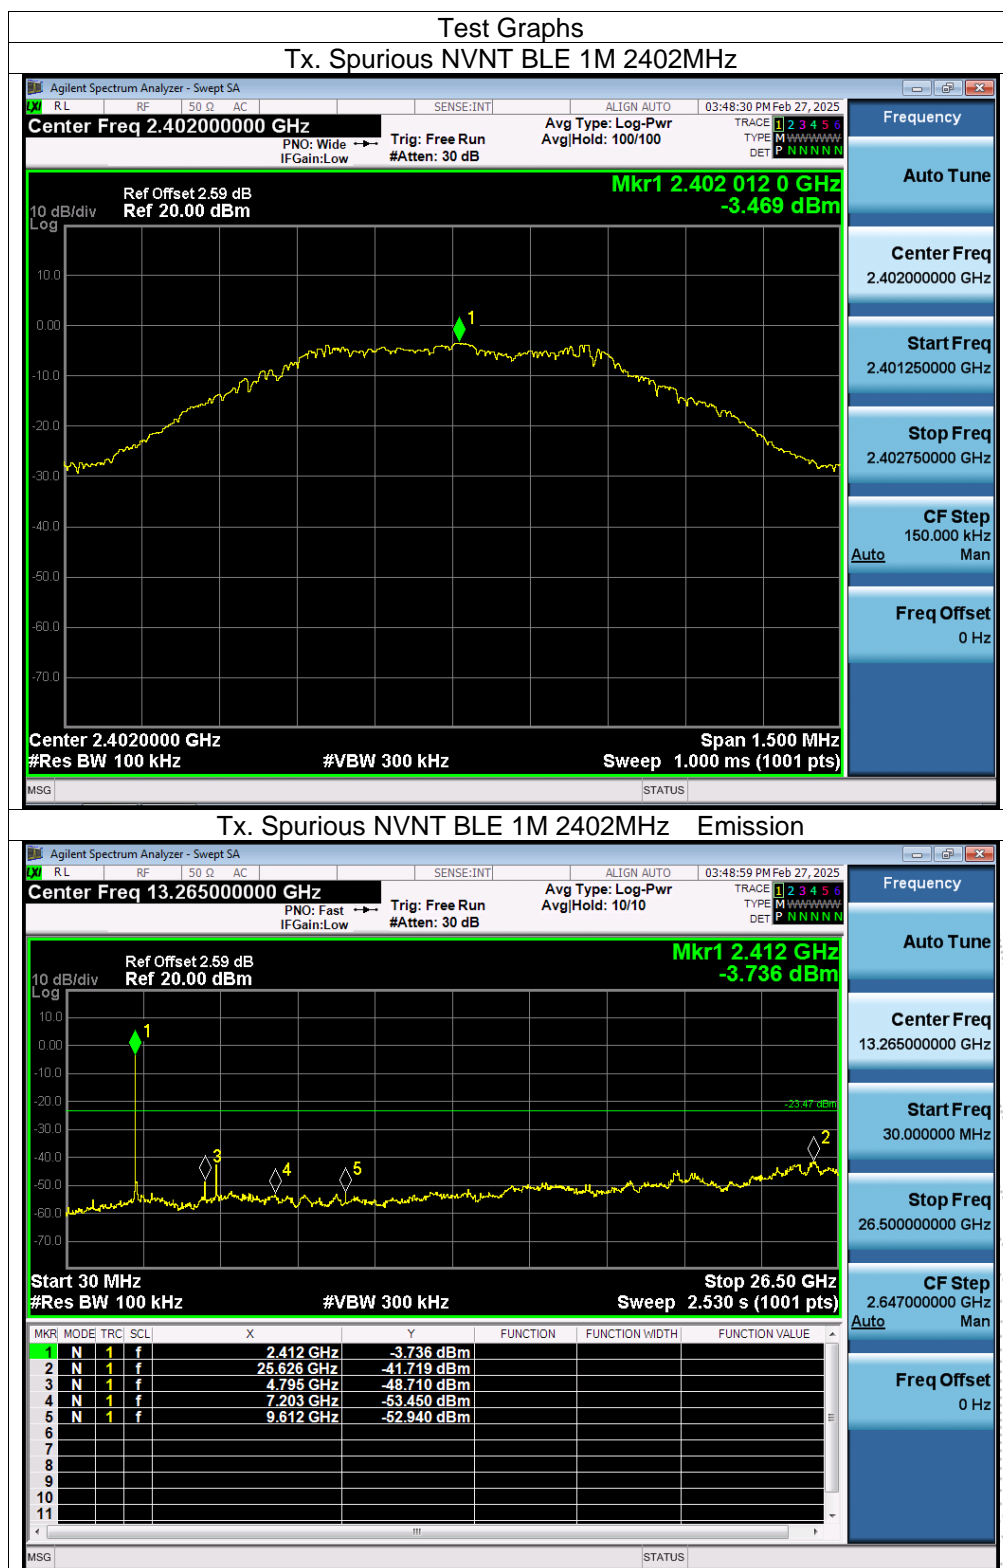 Test Graphs
Tx. Spurious NVNT BLE 1M 2402MHz
Agilent Spectrum Analyzer - Swept SA
LXI RL RF 50 Ω AC SENSE:INT ALIGN AUTO 03:48:30 PM Feb 27, 2025
Center Freq 2.402000000 GHz
PNO: Wide
IFGain:Low
Trig: Free Run
#Atten: 30 dB
Avg Type: Log-Pwr
Avg|Hold: 100/100
TRACE 1 2 3 4 5 6
TYPE M WWWWW
DET P N N N N N
Frequency
Auto Tune
Center Freq
2.402000000 GHz
Start Freq
2.401250000 GHz
Stop Freq
2.402750000 GHz
CF Step
150.000 kHz
Auto Man
Freq Offset
0 Hz
Ref Offset 2.59 dB
10 dB/div Ref 20.00 dBm
Log
Mkr1 2.402 012 0 GHz
-3.469 dBm
1
10.0
0.00
-10.0
-20.0
-30.0
-40.0
-50.0
-60.0
-70.0
Center 2.4020000 GHz Span 1.500 MHz
#Res BW 100 kHz #VBW 300 kHz Sweep 1.000 ms (1001 pts)
MSG STATUS
Tx. Spurious NVNT BLE 1M 2402MHz Emission
Agilent Spectrum Analyzer - Swept SA
LXI RL RF 50 Ω AC SENSE:INT ALIGN AUTO 03:48:59 PM Feb 27, 2025
Center Freq 13.265000000 GHz
PNO: Fast
IFGain:Low
Trig: Free Run
#Atten: 30 dB
Avg Type: Log-Pwr
Avg|Hold: 10/10
TRACE 1 2 3 4 5 6
TYPE M WWWWW
DET P N N N N N
Frequency
Auto Tune
Center Freq
13.265000000 GHz
Start Freq
30.000000 MHz
Stop Freq
26.500000000 GHz
CF Step
2.647000000 GHz
Auto Man
Freq Offset
0 Hz
Ref Offset 2.59 dB
10 dB/div Ref 20.00 dBm
Log
Mkr1 2.412 GHz
-3.736 dBm
10.0
0.00
-10.0
-20.0
-30.0
-40.0
-50.0
-60.0
-70.0
1
-23.47 dBm
2
3
4
5
Start 30 MHz Stop 26.50 GHz
#Res BW 100 kHz #VBW 300 kHz Sweep 2.530 s (1001 pts)
MKR MODE TRC SCL X Y FUNCTION FUNCTION WIDTH FUNCTION VALUE
1 N 1 f 2.412 GHz -3.736 dBm
2 N 1 f 25.626 GHz -41.719 dBm
3 N 1 f 4.795 GHz -48.710 dBm
4 N 1 f 7.203 GHz -53.450 dBm
5 N 1 f 9.612 GHz -52.940 dBm
6
7
8
9
10
11
MSG STATUS